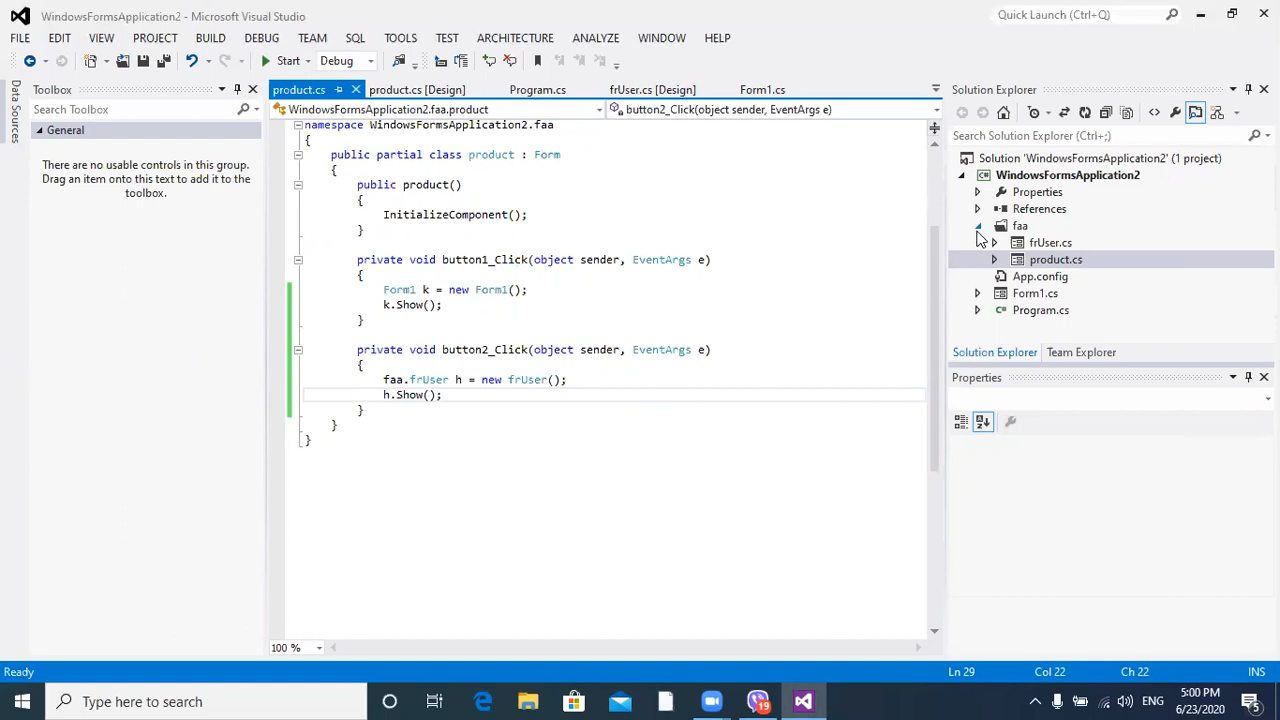 WindowsFormsApplication2 - Microsoft Visual Studio
Quick Launch (Ctrl+Q)
FILE EDIT VIEW PROJECT BUILD DEBUG TEAM SQL TOOLS TEST ARCHITECTURE ANALYZE WINDOW HELP
Start Debug
Data Sources
Toolbox
Search Toolbox
General
There are no usable controls in this group. Drag an item onto this text to add it to the toolbox.
product.cs product.cs [Design] Program.cs frUser.cs [Design] Form1.cs
WindowsFormsApplication2.faa.product button2_Click(object sender, EventArgs e)
namespace WindowsFormsApplication2.faa
{
public partial class product : Form
{
public product()
{
InitializeComponent();
}
private void button1_Click(object sender, EventArgs e)
{
Form1 k = new Form1();
k.Show();
}
private void button2_Click(object sender, EventArgs e)
{
faa.frUser h = new frUser();
h.Show();
}
}
}
100 %
Solution Explorer
Search Solution Explorer (Ctrl+;)
Solution 'WindowsFormsApplication2' (1 project)
WindowsFormsApplication2
Properties
References
faa
frUser.cs
product.cs
App.config
Form1.cs
Program.cs
Solution Explorer Team Explorer
Properties
Ready Ln 29 Col 22 Ch 22 INS
Type here to search
19
ENG
5:00 PM
6/23/2020
5